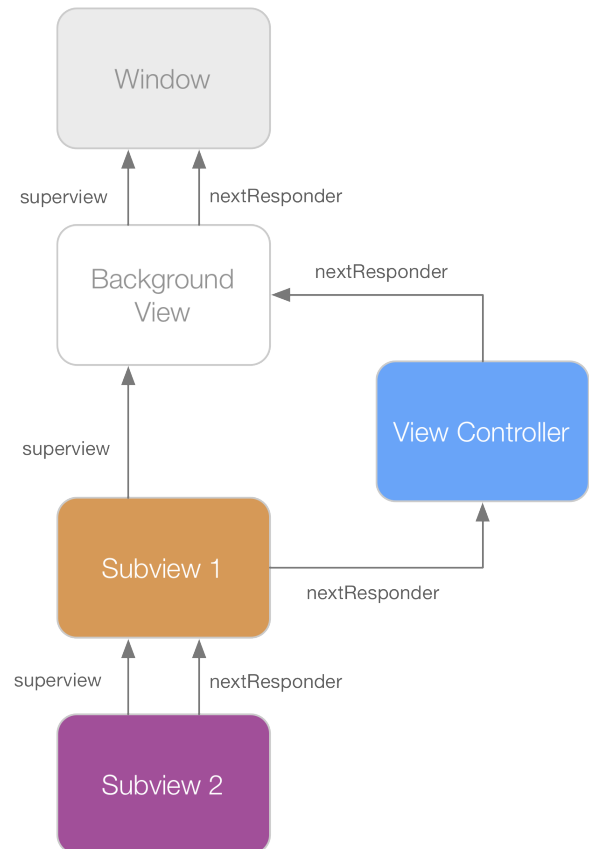 Window
superview
nextResponder
Background
View
nextResponder
View Controller
superview
Subview 1
nextResponder
superview
nextResponder
Subview 2